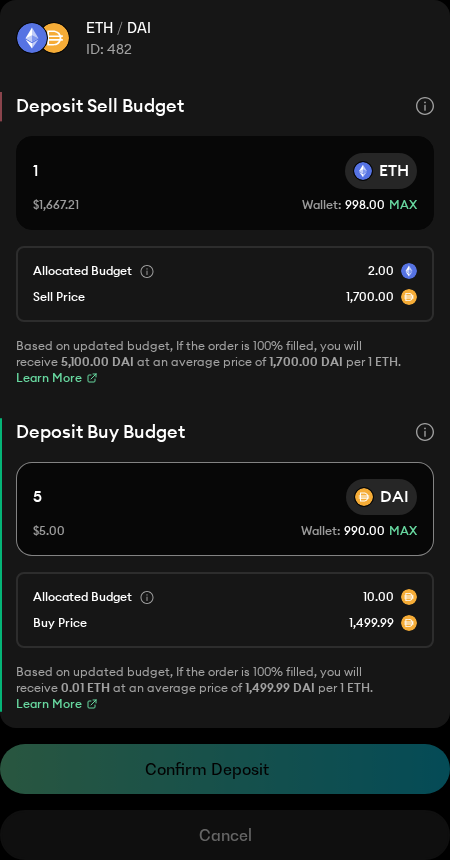 ETH / DAI
ID: 482
Deposit Sell Budget
1
ETH
$1,667.21
Wallet: 998.00 MAX
Allocated Budget
2.00
Sell Price
1,700.00
Based on updated budget, If the order is 100% filled, you will
receive 5,100.00 DAI at an average price of 1,700.00 DAI per 1 ETH.
Learn More
Deposit Buy Budget
5
DAI
$5.00
Wallet: 990.00 MAX
Allocated Budget
10.00
Buy Price
1,499.99
Based on updated budget, If the order is 100% filled, you will
receive 0.01 ETH at an average price of 1,499.99 DAI per 1 ETH.
Learn More
Confirm Deposit
Cancel